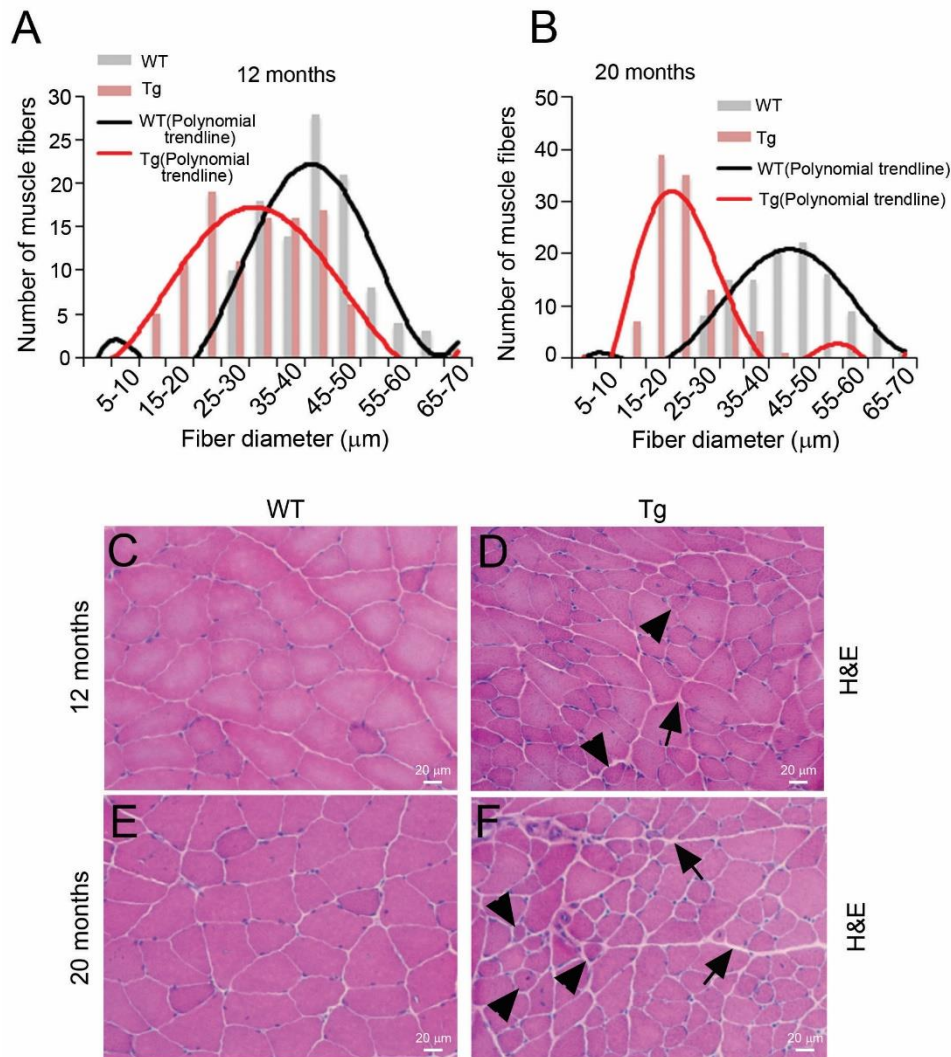 A
WT
Tg
WT(Polynomial
trendline)
Tg(Polynomial
trendline)
12 months
Number of muscle fibers
30
25
20
15
10
5
0
5-10
15-20
25-30
35-40
45-50
55-60
65-70
Fiber diameter (μm)
B
20 months
WT
Tg
WT(Polynomial trendline)
Tg(Polynomial trendline)
Number of muscle fibers
50
40
30
20
10
0
5-10
15-20
25-30
35-40
45-50
55-60
65-70
Fiber diameter (μm)
WT
Tg
12 months
C
20 μm
D
20 μm
H&E
20 months
E
20 μm
F
20 μm
H&E